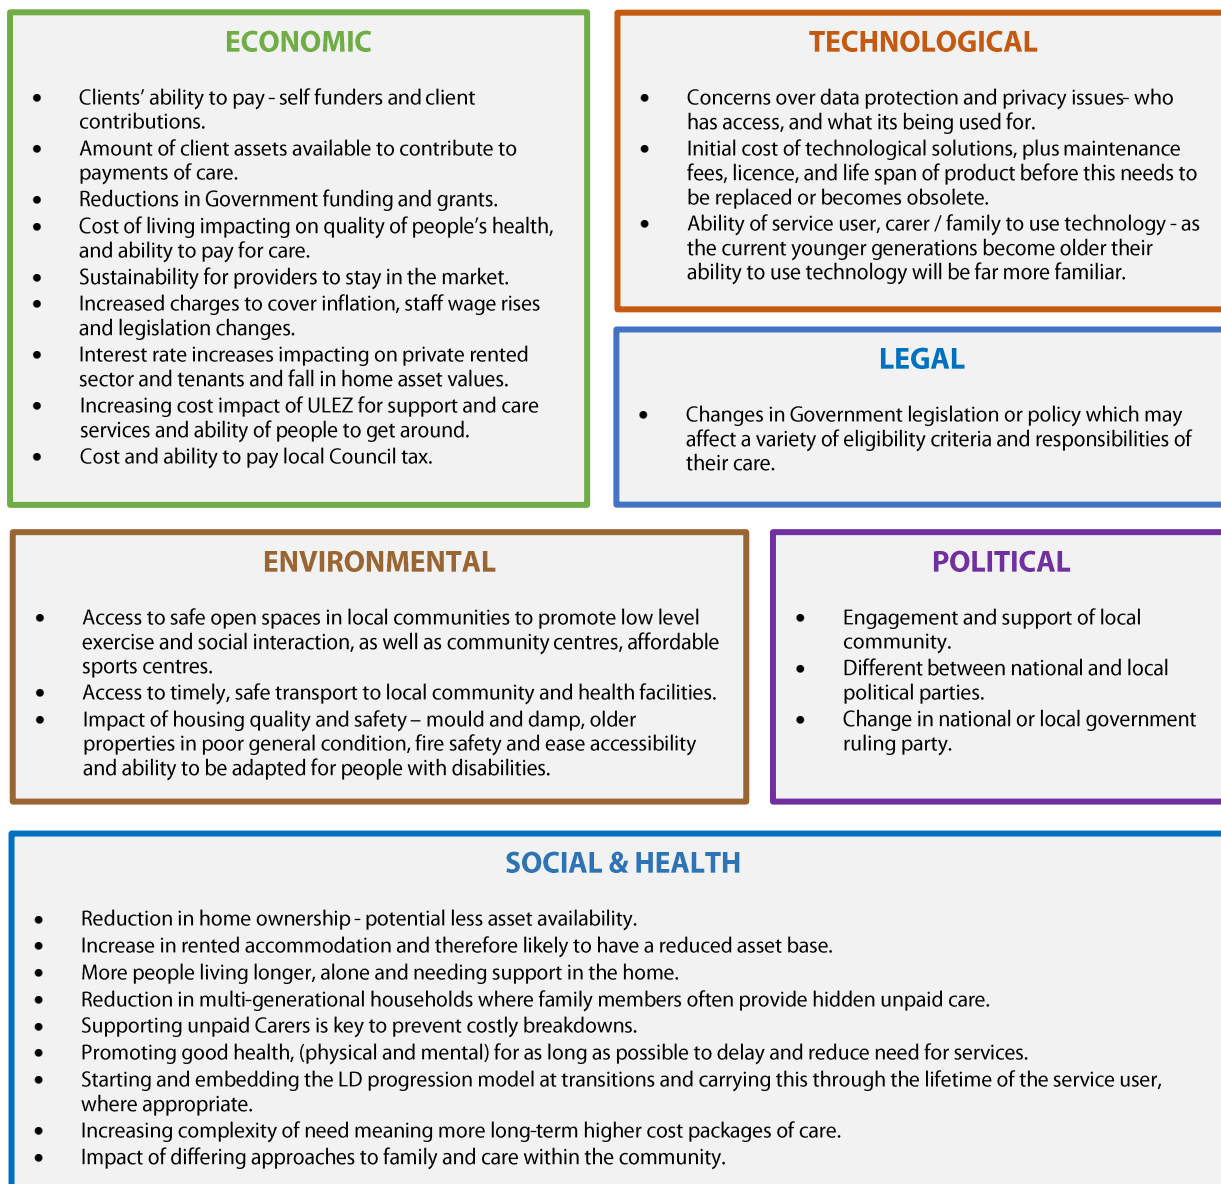 ECONOMIC
• Clients’ ability to pay - self funders and client
contributions.
• Amount of client assets available to contribute to
payments of care.
• Reductions in Government funding and grants.
• Cost of living impacting on quality of people’s health,
and ability to pay for care.
• Sustainability for providers to stay in the market.
• Increased charges to cover inflation, staff wage rises
and legislation changes.
• Interest rate increases impacting on private rented
sector and tenants and fall in home asset values.
• Increasing cost impact of ULEZ for support and care
services and ability of people to get around.
• Cost and ability to pay local Council tax.
TECHNOLOGICAL
• Concerns over data protection and privacy issues- who
has access, and what its being used for.
• Initial cost of technological solutions, plus maintenance
fees, licence, and life span of product before this needs to
be replaced or becomes obsolete.
• Ability of service user, carer / family to use technology - as
the current younger generations become older their
ability to use technology will be far more familiar.
LEGAL
• Changes in Government legislation or policy which may
affect a variety of eligibility criteria and responsibilities of
their care.
ENVIRONMENTAL
• Access to safe open spaces in local communities to promote low level
exercise and social interaction, as well as community centres, affordable
sports centres.
• Access to timely, safe transport to local community and health facilities.
• Impact of housing quality and safety – mould and damp, older
properties in poor general condition, fire safety and ease accessibility
and ability to be adapted for people with disabilities.
POLITICAL
• Engagement and support of local
community.
• Different between national and local
political parties.
• Change in national or local government
ruling party.
SOCIAL & HEALTH
• Reduction in home ownership - potential less asset availability.
• Increase in rented accommodation and therefore likely to have a reduced asset base.
• More people living longer, alone and needing support in the home.
• Reduction in multi-generational households where family members often provide hidden unpaid care.
• Supporting unpaid Carers is key to prevent costly breakdowns.
• Promoting good health, (physical and mental) for as long as possible to delay and reduce need for services.
• Starting and embedding the LD progression model at transitions and carrying this through the lifetime of the service user,
where appropriate.
• Increasing complexity of need meaning more long-term higher cost packages of care.
• Impact of differing approaches to family and care within the community.